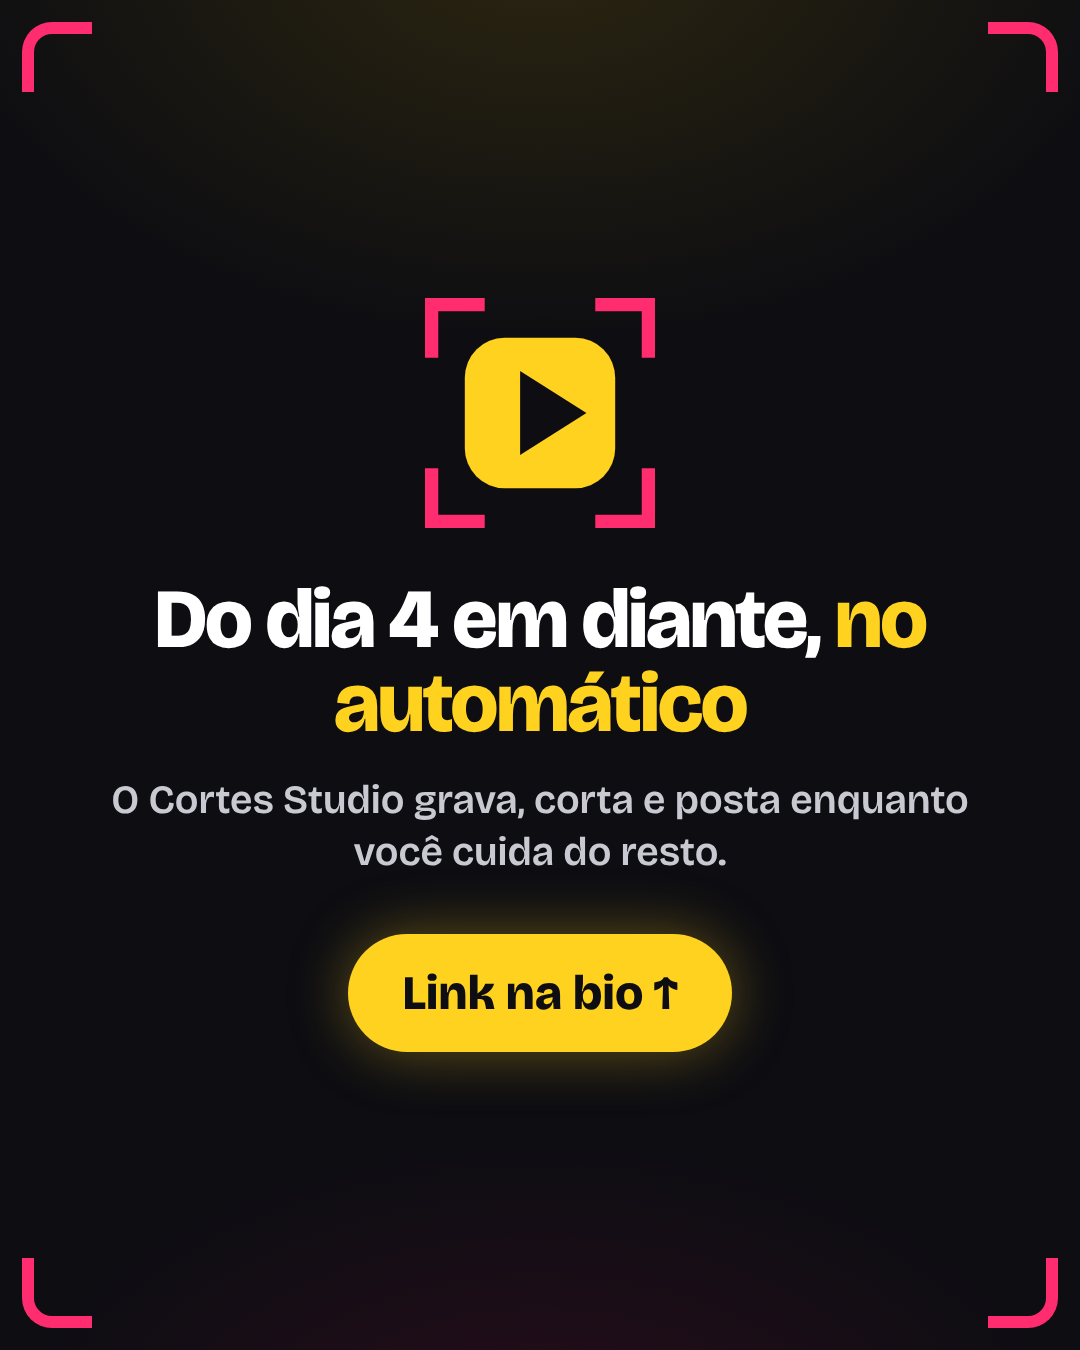 Do dia 4 em diante, no
automático
O Cortes Studio grava, corta e posta enquanto
você cuida do resto.
Link na bio ↑